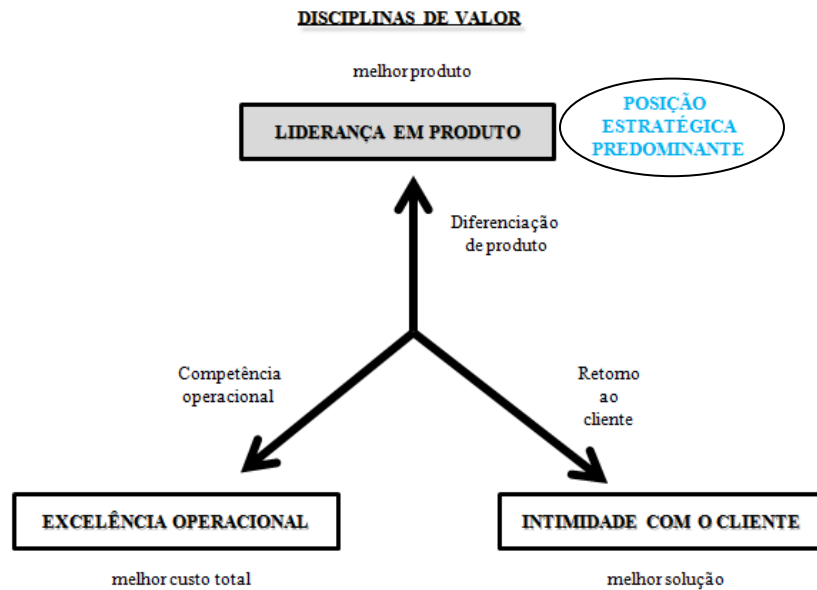 DISCIPLINAS DE VALOR
melhor produto
LIDERANÇA EM PRODUTO
POSIÇÃO
ESTRATÉGICA
PREDOMINANTE
Diferenciação
de produto
Competência
operacional
Retorno
ao
cliente
EXCELÊNCIA OPERACIONAL
INTIMIDADE COM O CLIENTE
melhor custo total
melhor solução